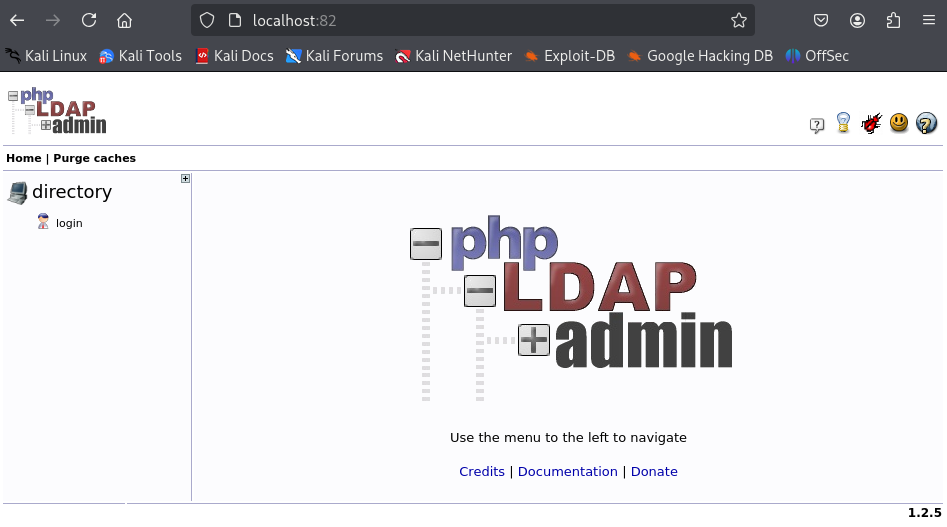 localhost:82
Kali Linux Kali Tools Kali Docs Kali Forums Kali NetHunter Exploit-DB Google Hacking DB OffSec
php
LDAP
admin
Home | Purge caches
directory
login
php
LDAP
admin
Use the menu to the left to navigate
Credits | Documentation | Donate
1.2.5